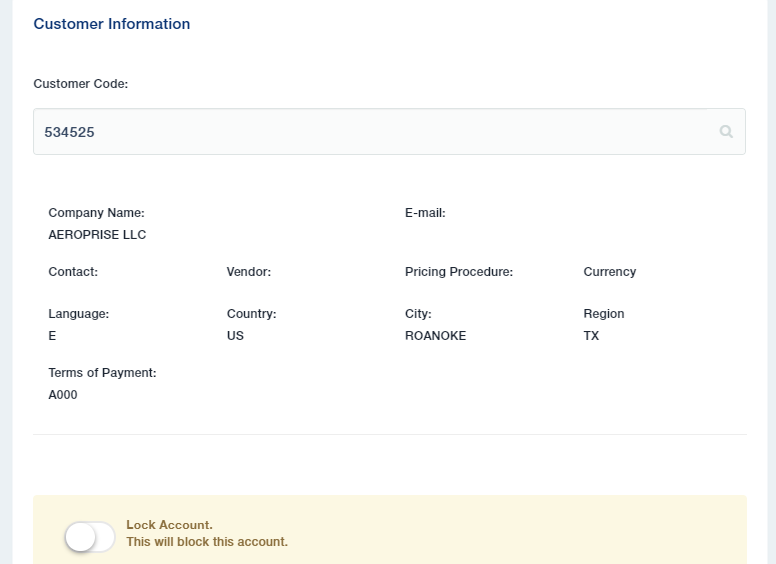 Customer Information
Customer Code:
534525
Company Name:
E-mail:
AEROPRISE LLC
Contact:
Vendor:
Pricing Procedure:
Currency
Language:
Country:
City:
Region
E
US
ROANOKE
TX
Terms of Payment:
A000
Lock Account.
This will block this account.